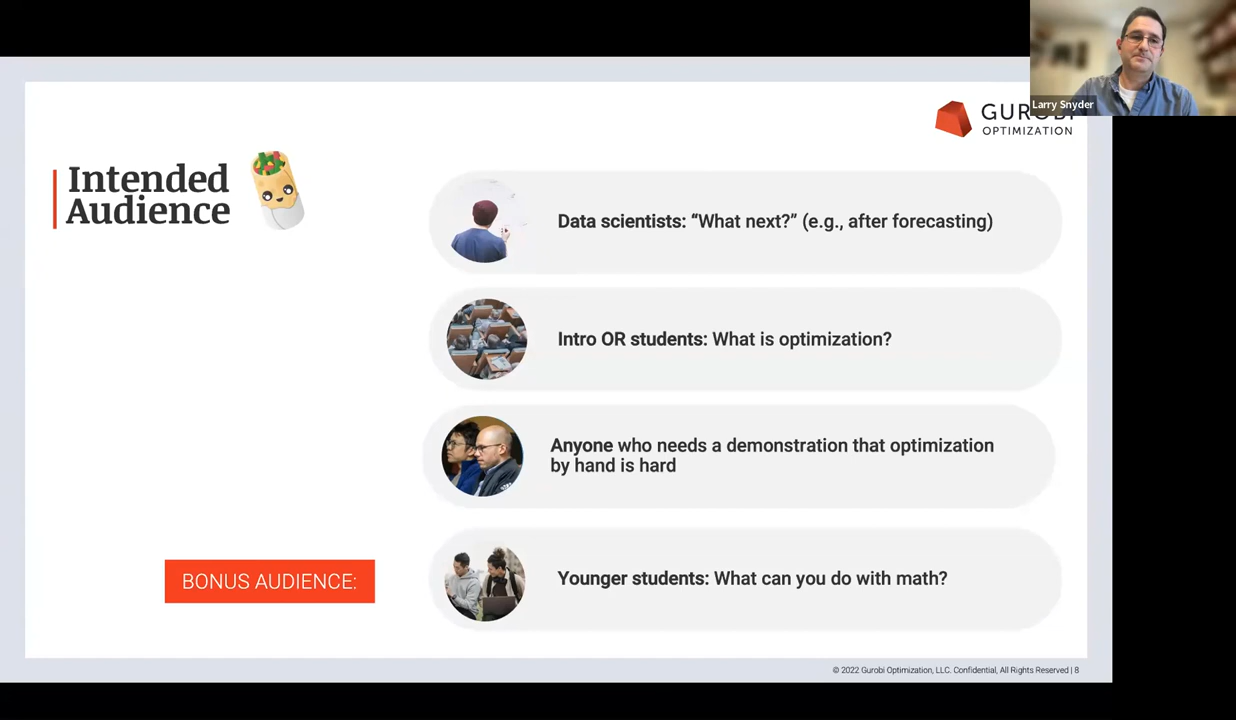 Larry Snyder
GUROBI
OPTIMIZATION
Intended
Audience
Data scientists: “What next?” (e.g., after forecasting)
Intro OR students: What is optimization?
Anyone who needs a demonstration that optimization
by hand is hard
BONUS AUDIENCE:
Younger students: What can you do with math?
© 2022 Gurobi Optimization, LLC. Confidential, All Rights Reserved | 8